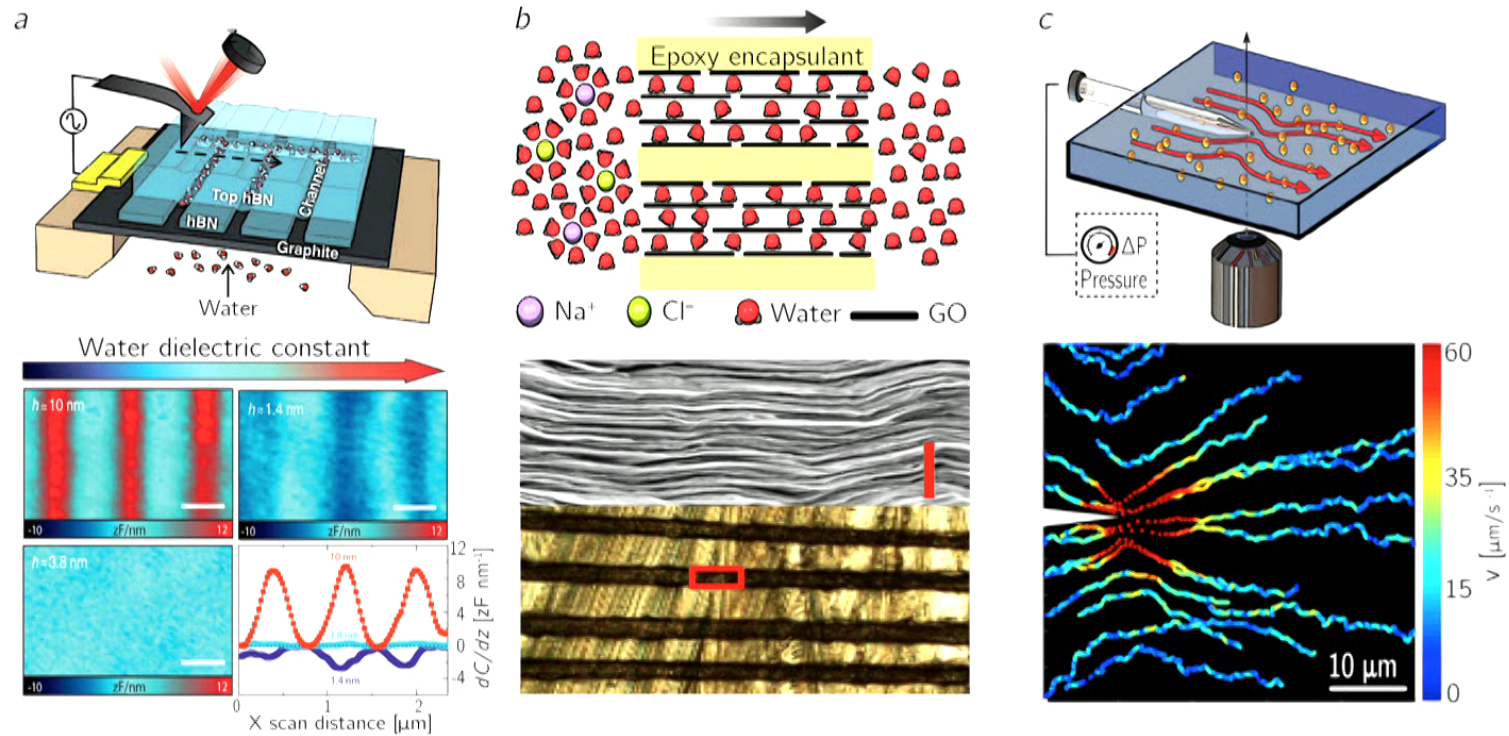 a
Top hBN
hBN
Channel
Graphite
Water
Water dielectric constant
h = 10 nm
-10 zF/nm 12
h = 1.4 nm
-10 zF/nm 12
h = 3.8 nm
-10 zF/nm 12
10 nm
1.4 nm
12
8
4
0
-4
dC/dz [zF nm⁻¹]
0 1 2
X scan distance [µm]
b
Epoxy encapsulant
Na⁺ Cl⁻ Water GO
c
ΔP
Pressure
60
35
15
0
v [µm/s⁻¹]
10 µm